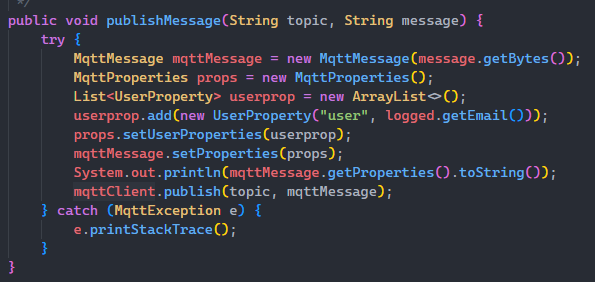 */
public void publishMessage(String topic, String message) {
try {
MqttMessage mqttMessage = new MqttMessage(message.getBytes());
MqttProperties props = new MqttProperties();
List<UserProperty> userprop = new ArrayList<>();
userprop.add(new UserProperty("user", logged.getEmail()));
props.setUserProperties(userprop);
mqttMessage.setProperties(props);
System.out.println(mqttMessage.getProperties().toString());
mqttClient.publish(topic, mqttMessage);
} catch (MqttException e) {
e.printStackTrace();
}
}